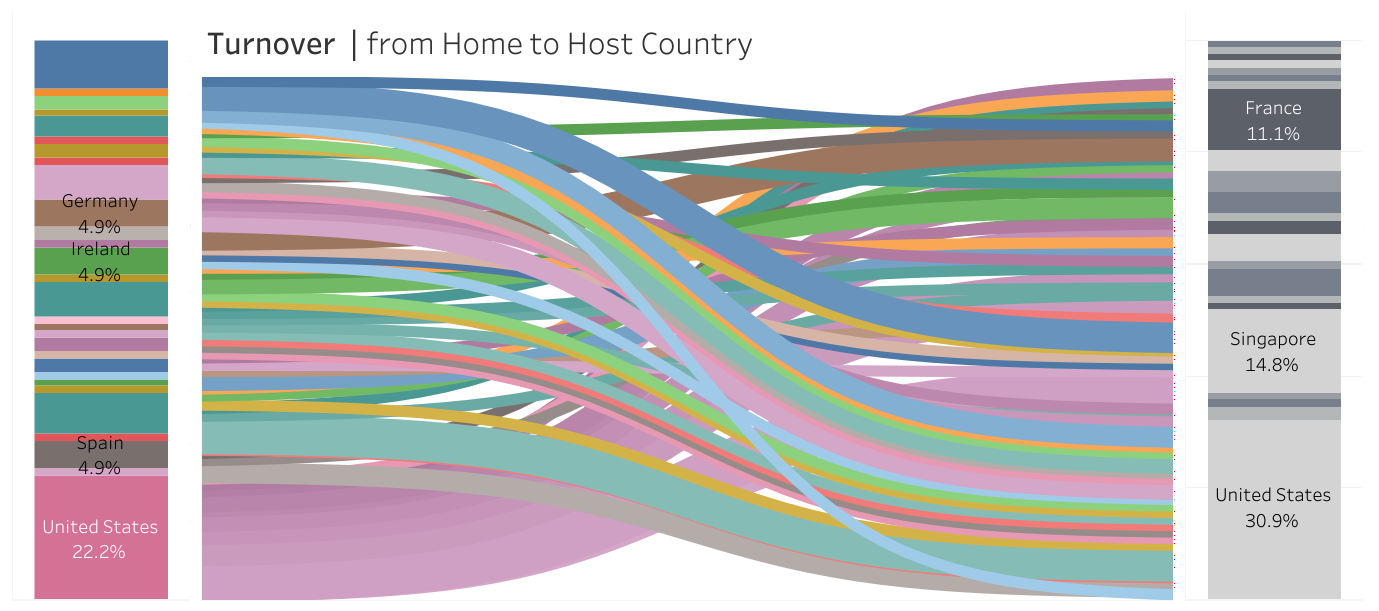 Turnover | from Home to Host Country
Germany
4.9%
Ireland
4.9%
Spain
4.9%
United States
22.2%
France
11.1%
Singapore
14.8%
United States
30.9%